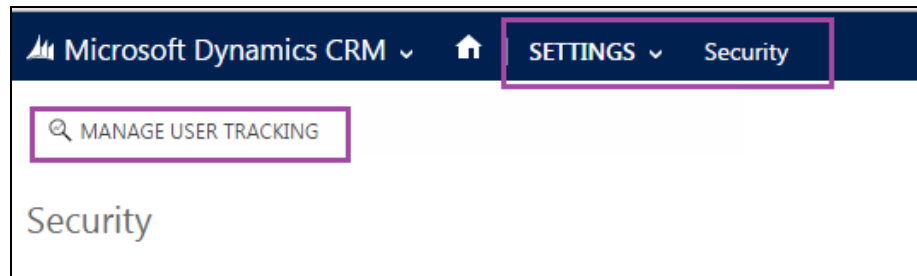 Microsoft Dynamics CRM SETTINGS Security
MANAGE USER TRACKING
Security